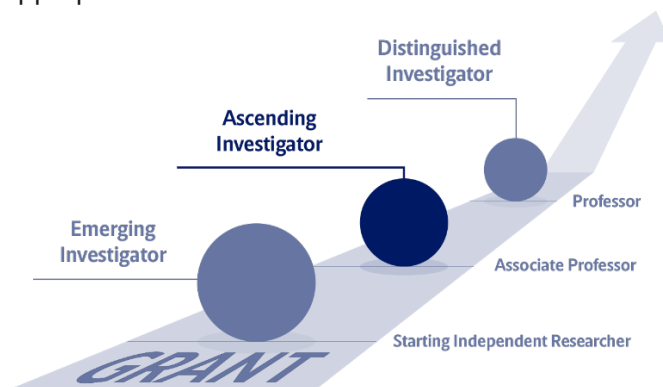 Distinguished
Investigator
Ascending
Investigator
Emerging
Investigator
Professor
Associate Professor
Starting Independent Researcher
GRANT